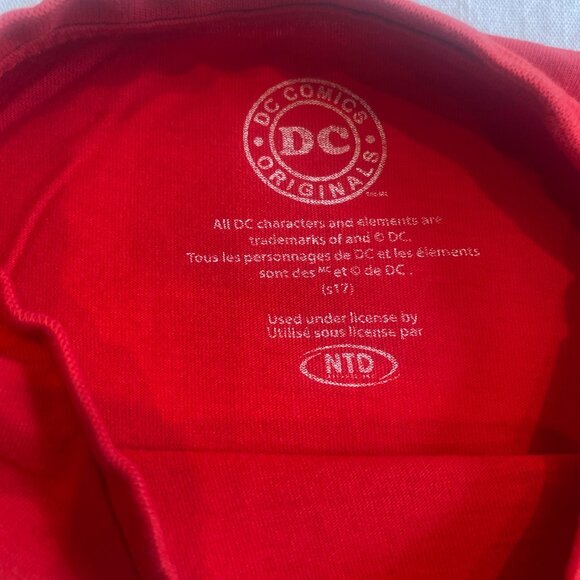 DC COMICS
DC
ORIGINALS
All DC characters and elements are
trademarks of and © DC.
Tous les personnages de DC et les éléments
sont des MC et © de DC .
(s17)
Used under license by
Utilisé sous license par
NTD